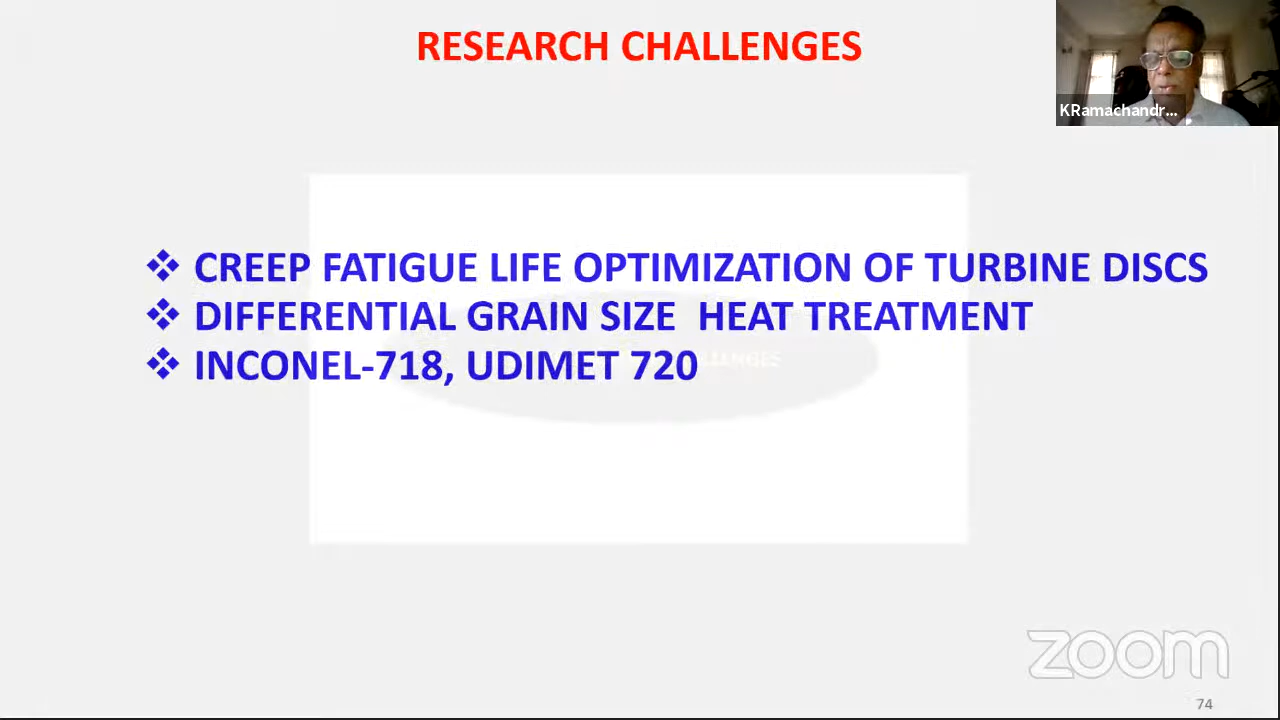 RESEARCH CHALLENGES
KRamachandr...
❖ CREEP FATIGUE LIFE OPTIMIZATION OF TURBINE DISCS
❖ DIFFERENTIAL GRAIN SIZE HEAT TREATMENT
❖ INCONEL-718, UDIMET 720
zoom
74